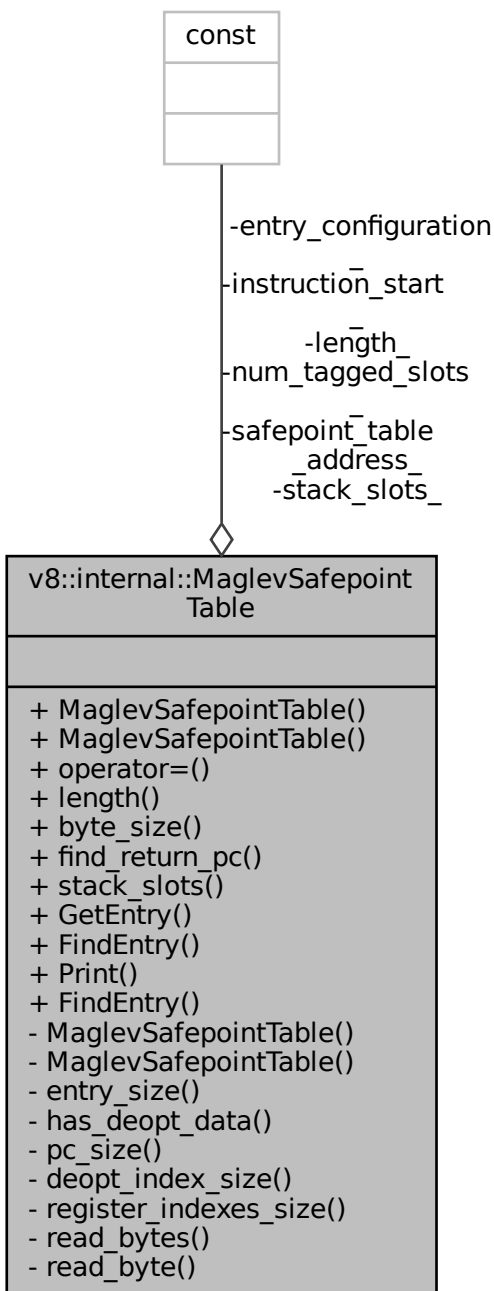 const
-entry_configuration
_
-instruction_start
_
-length_
-num_tagged_slots
_
-safepoint_table
_address_
-stack_slots_
v8::internal::MaglevSafepoint
Table
+ MaglevSafepointTable()
+ MaglevSafepointTable()
+ operator=()
+ length()
+ byte_size()
+ find_return_pc()
+ stack_slots()
+ GetEntry()
+ FindEntry()
+ Print()
+ FindEntry()
- MaglevSafepointTable()
- MaglevSafepointTable()
- entry_size()
- has_deopt_data()
- pc_size()
- deopt_index_size()
- register_indexes_size()
- read_bytes()
- read_byte()